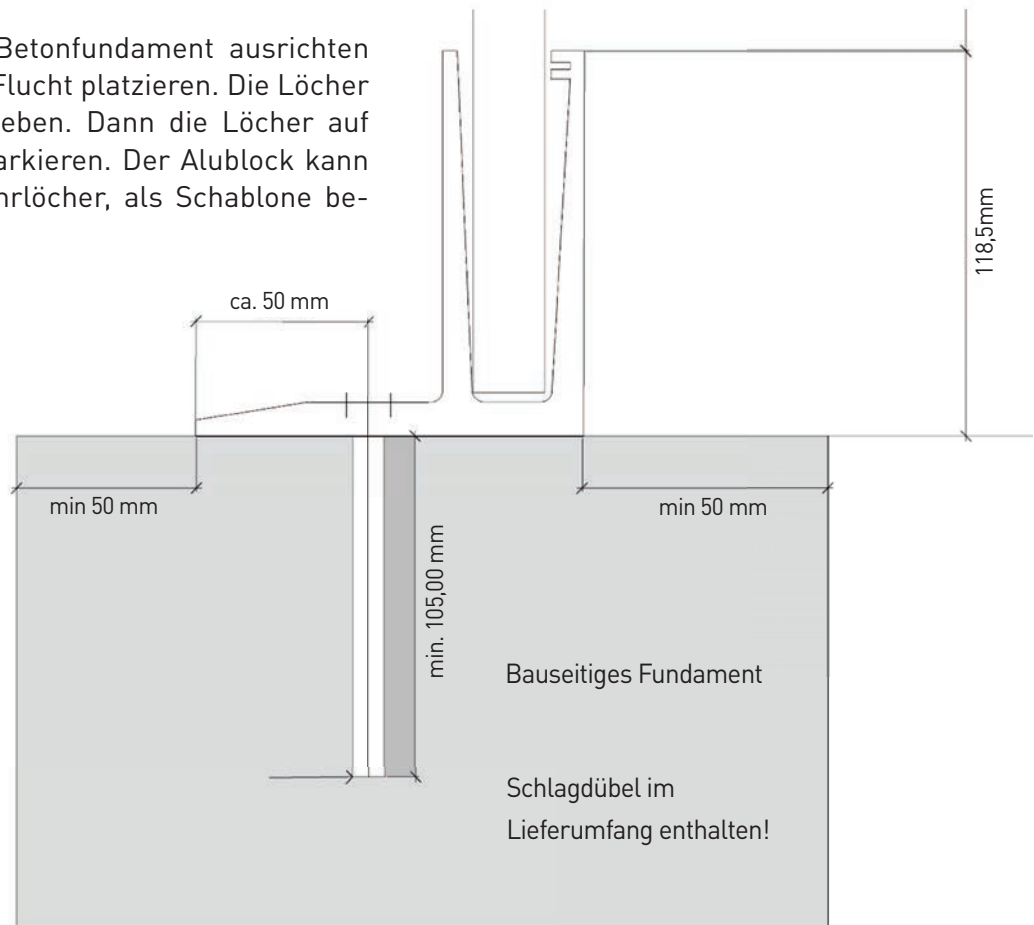 Betonfundament ausrichten
Flucht platzieren. Die Löcher
eben. Dann die Löcher auf
arkieren. Der Alublock kann
hrlöcher, als Schablone be-
118,5mm
ca. 50 mm
min 50 mm
min 50 mm
min. 105,00 mm
Bauseitiges Fundament
Schlagdübel im
Lieferumfang enthalten!